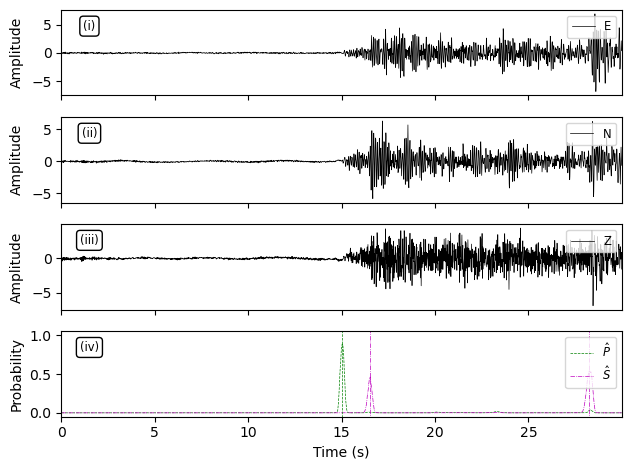 Amplitude
5
0
−5
(i)
E
Amplitude
5
0
−5
(ii)
N
Amplitude
0
−5
(iii)
Z
Probability
1.0
0.5
0.0
(iv)
P̂
Ŝ
0 5 10 15 20 25
Time (s)